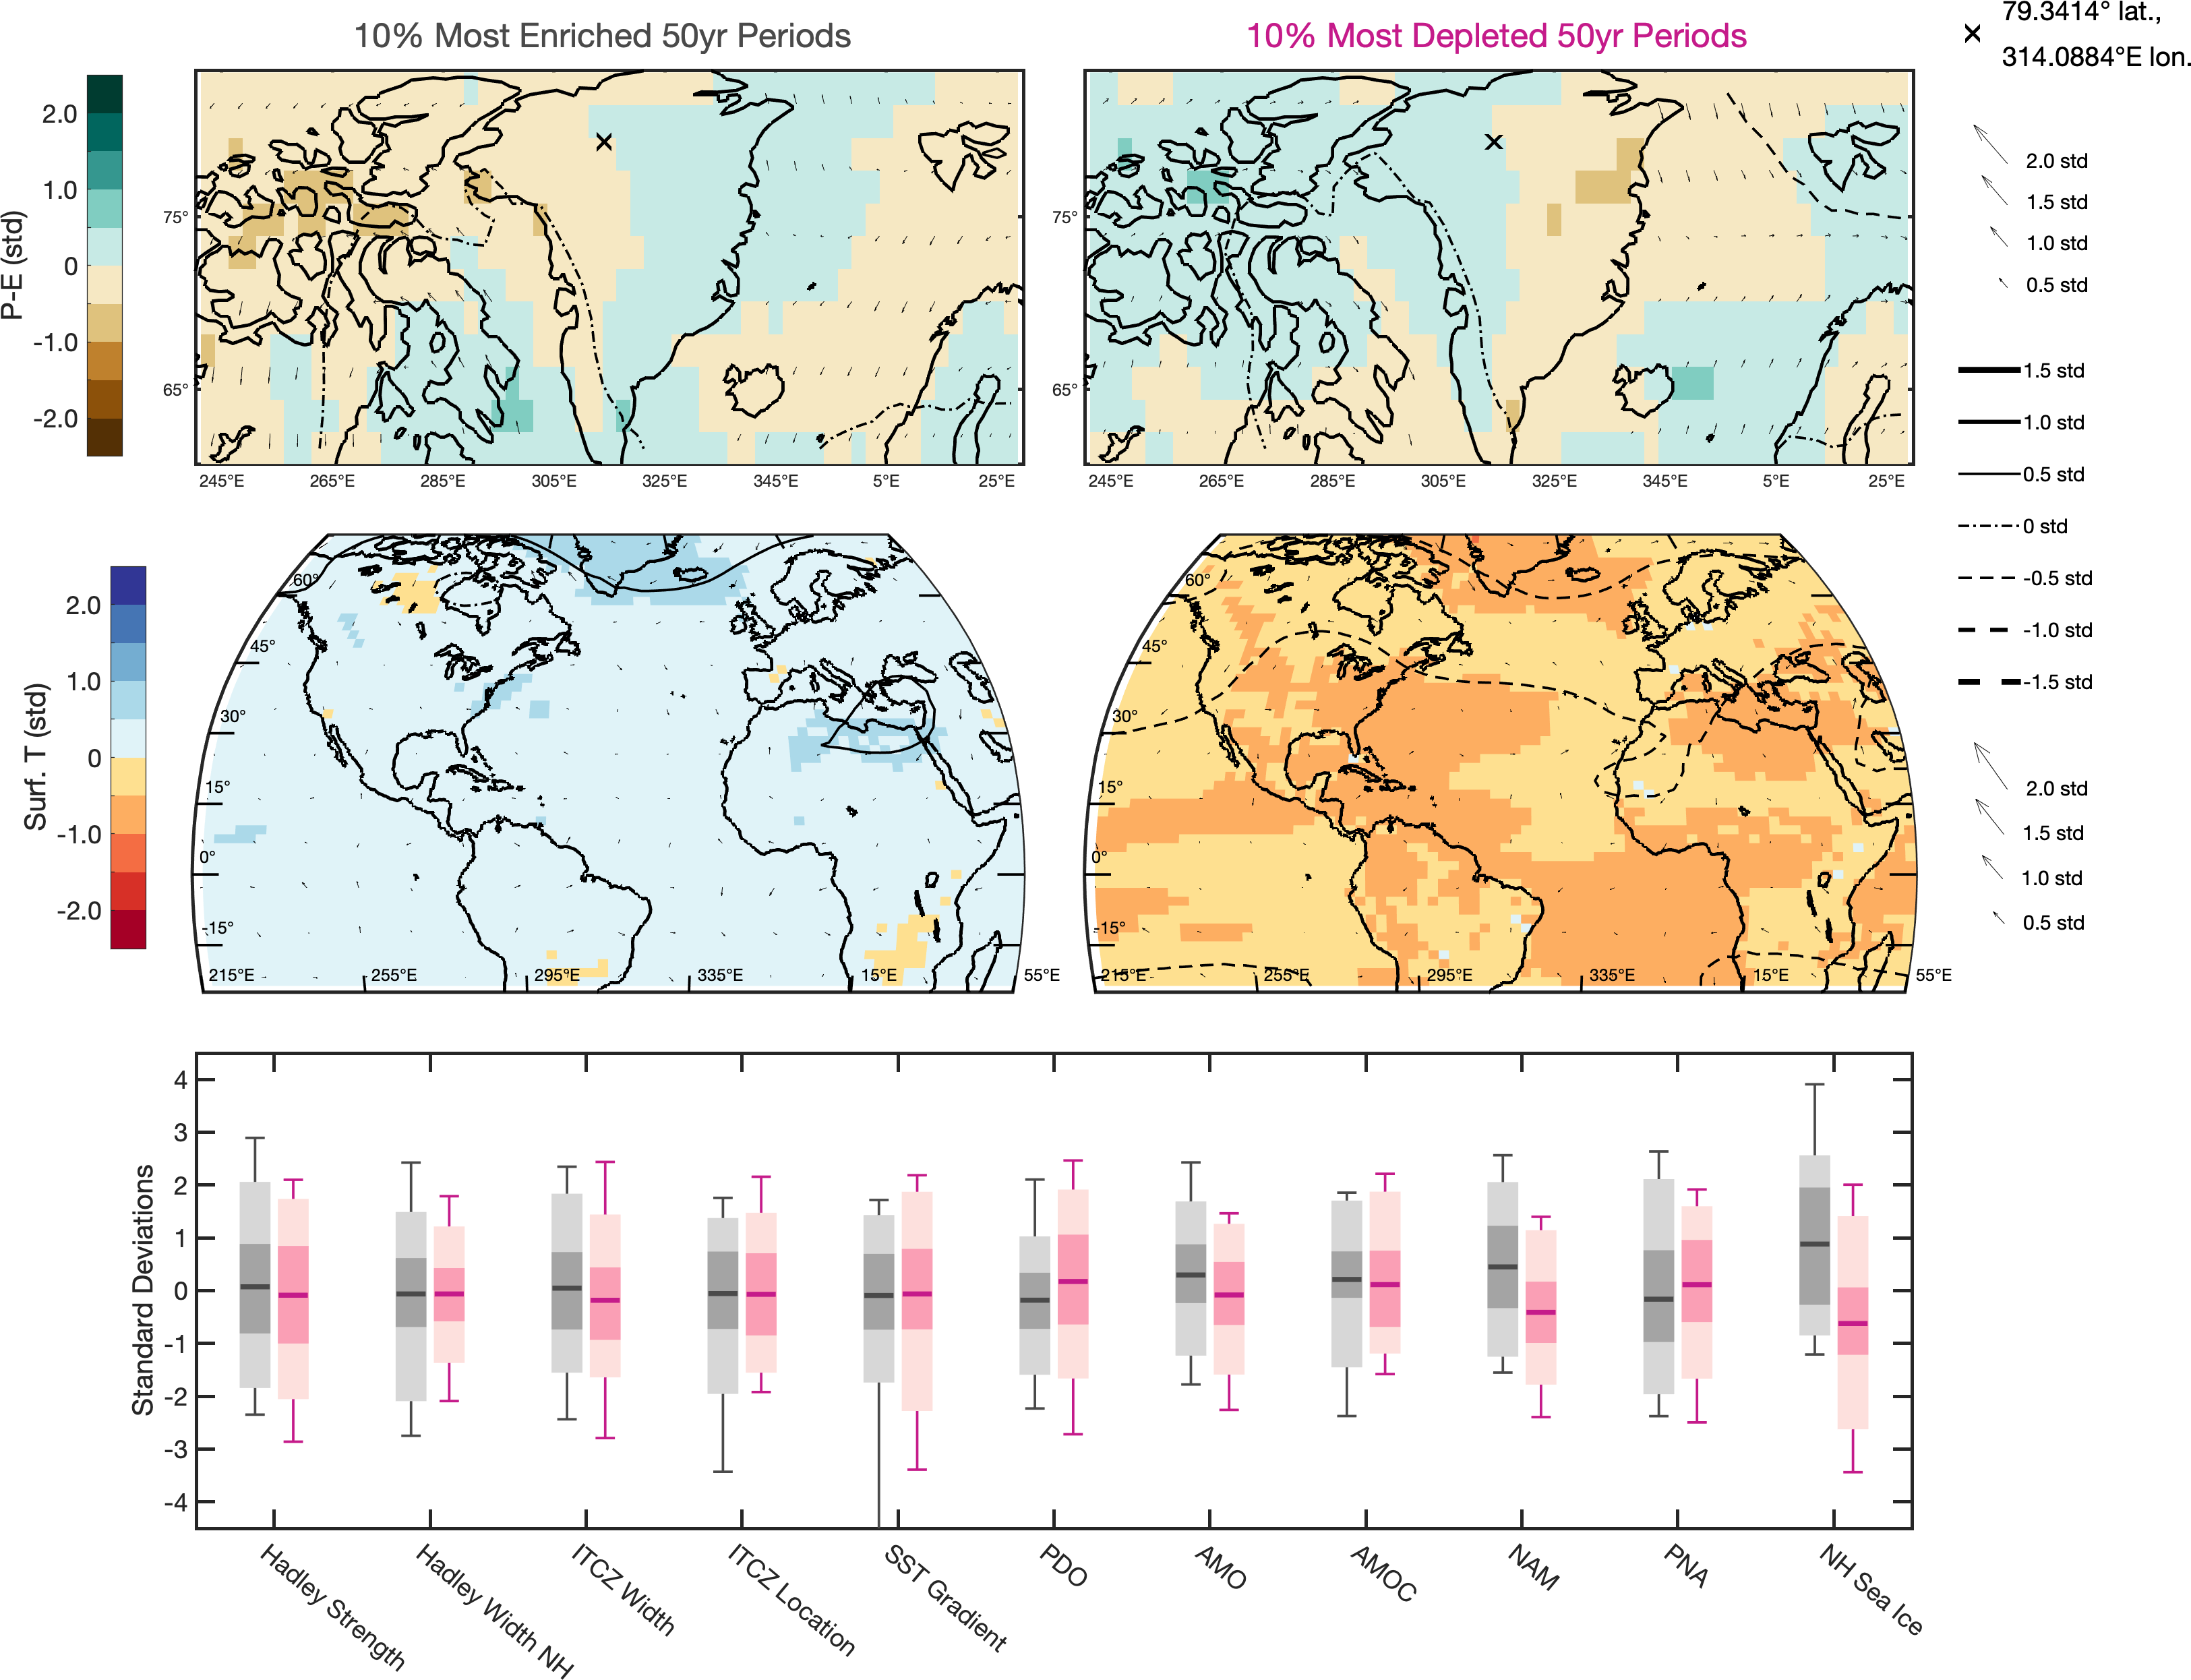 10% Most Enriched 50yr Periods
10% Most Depleted 50yr Periods
79.3414° lat.,
314.0884°E lon.
P-E (std)
2.0
1.0
0
-1.0
-2.0
75°
65°
245°E 265°E 285°E 305°E 325°E 345°E 5°E 25°E
75°
65°
245°E 265°E 285°E 305°E 325°E 345°E 5°E 25°E
2.0 std
1.5 std
1.0 std
0.5 std
1.5 std
1.0 std
0.5 std
0 std
-0.5 std
-1.0 std
-1.5 std
2.0 std
1.5 std
1.0 std
0.5 std
Surf. T (std)
2.0
1.0
0
-1.0
-2.0
60°
45°
30°
15°
0°
-15°
215°E 255°E 295°E 335°E 15°E 55°E
60°
45°
30°
15°
0°
-15°
215°E 255°E 295°E 335°E 15°E 55°E
Standard Deviations
4
3
2
1
0
-1
-2
-3
-4
Hadley Strength
Hadley Width NH
ITCZ Width
ITCZ Location
SST Gradient
PDO
AMO
AMOC
NAM
PNA
NH Sea Ice